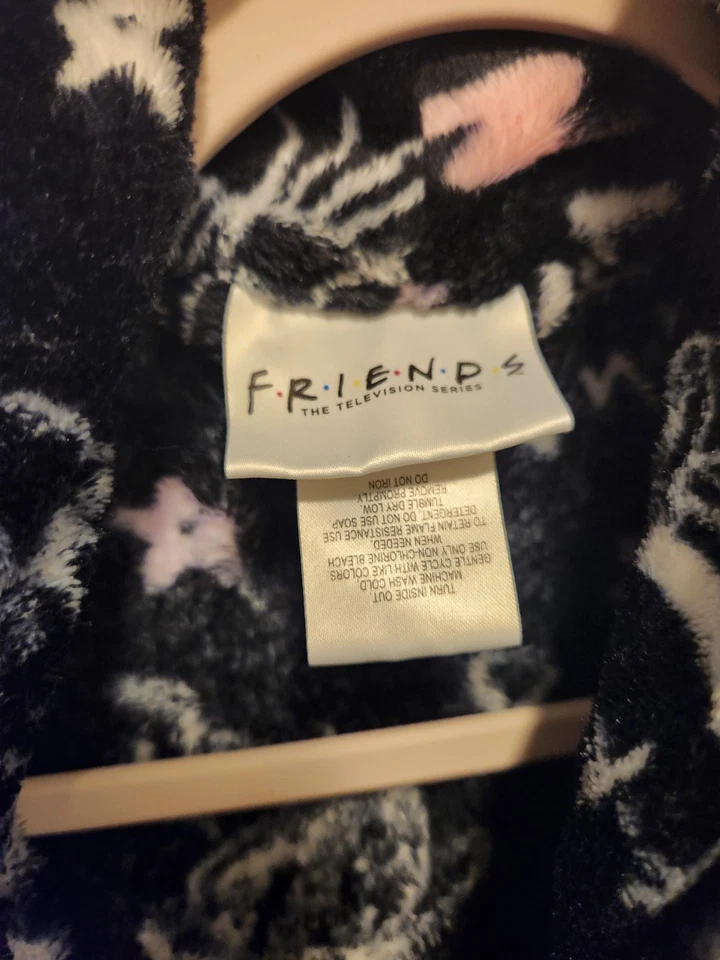 F·R·I·E·N·D·S
THE TELEVISION SERIES
TURN INSIDE OUT.
MACHINE WASH COLD,
GENTLE CYCLE WITH LIKE COLORS.
USE ONLY NON-CHLORINE BLEACH
WHEN NEEDED.
TO RETAIN FLAME RESISTANCE USE
DETERGENT. DO NOT USE SOAP
TUMBLE DRY LOW.
REMOVE PROMPTLY
DO NOT IRON